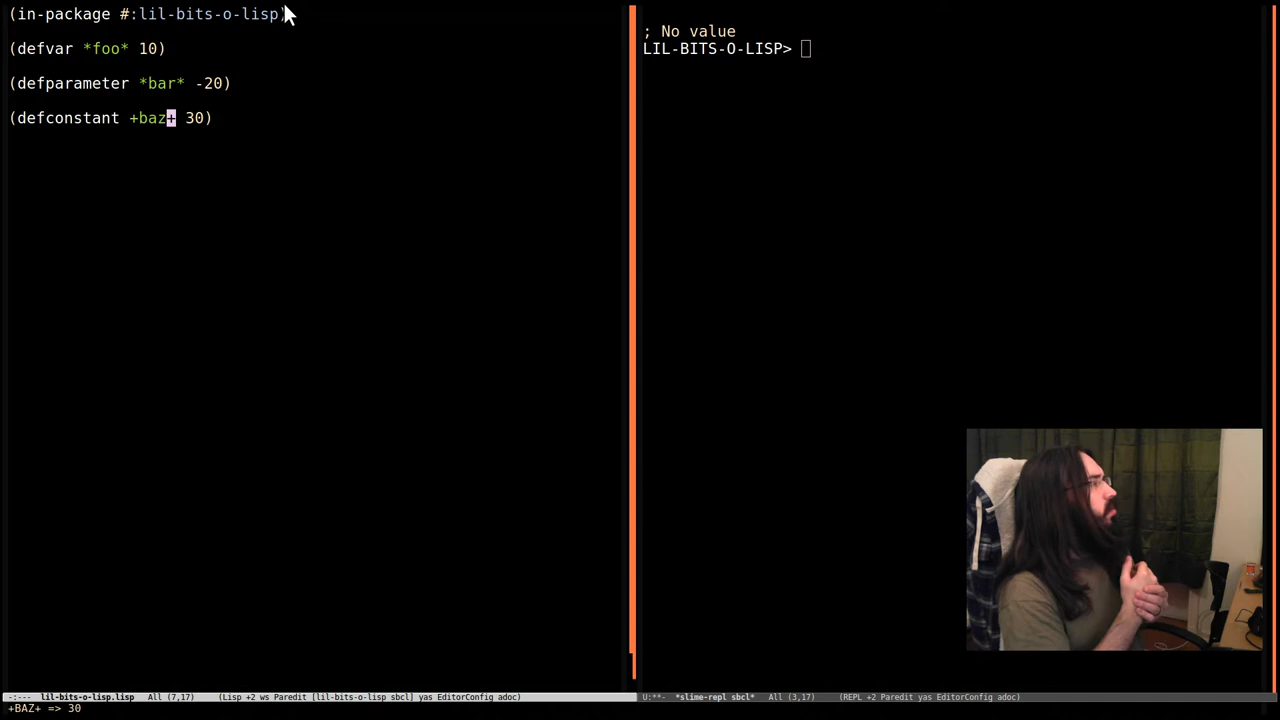 (in-package #:lil-bits-o-lisp)
(defvar *foo* 10)
(defparameter *bar* -20)
(defconstant +baz+ 30)
; No value
LIL-BITS-O-LISP>
-:--- lil-bits-o-lisp.lisp All (7,17) (Lisp +2 ws Paredit [lil-bits-o-lisp sbcl] yas EditorConfig adoc)
U:**- *slime-repl sbcl* All (3,17) (REPL +2 Paredit yas EditorConfig adoc)
+BAZ+ => 30